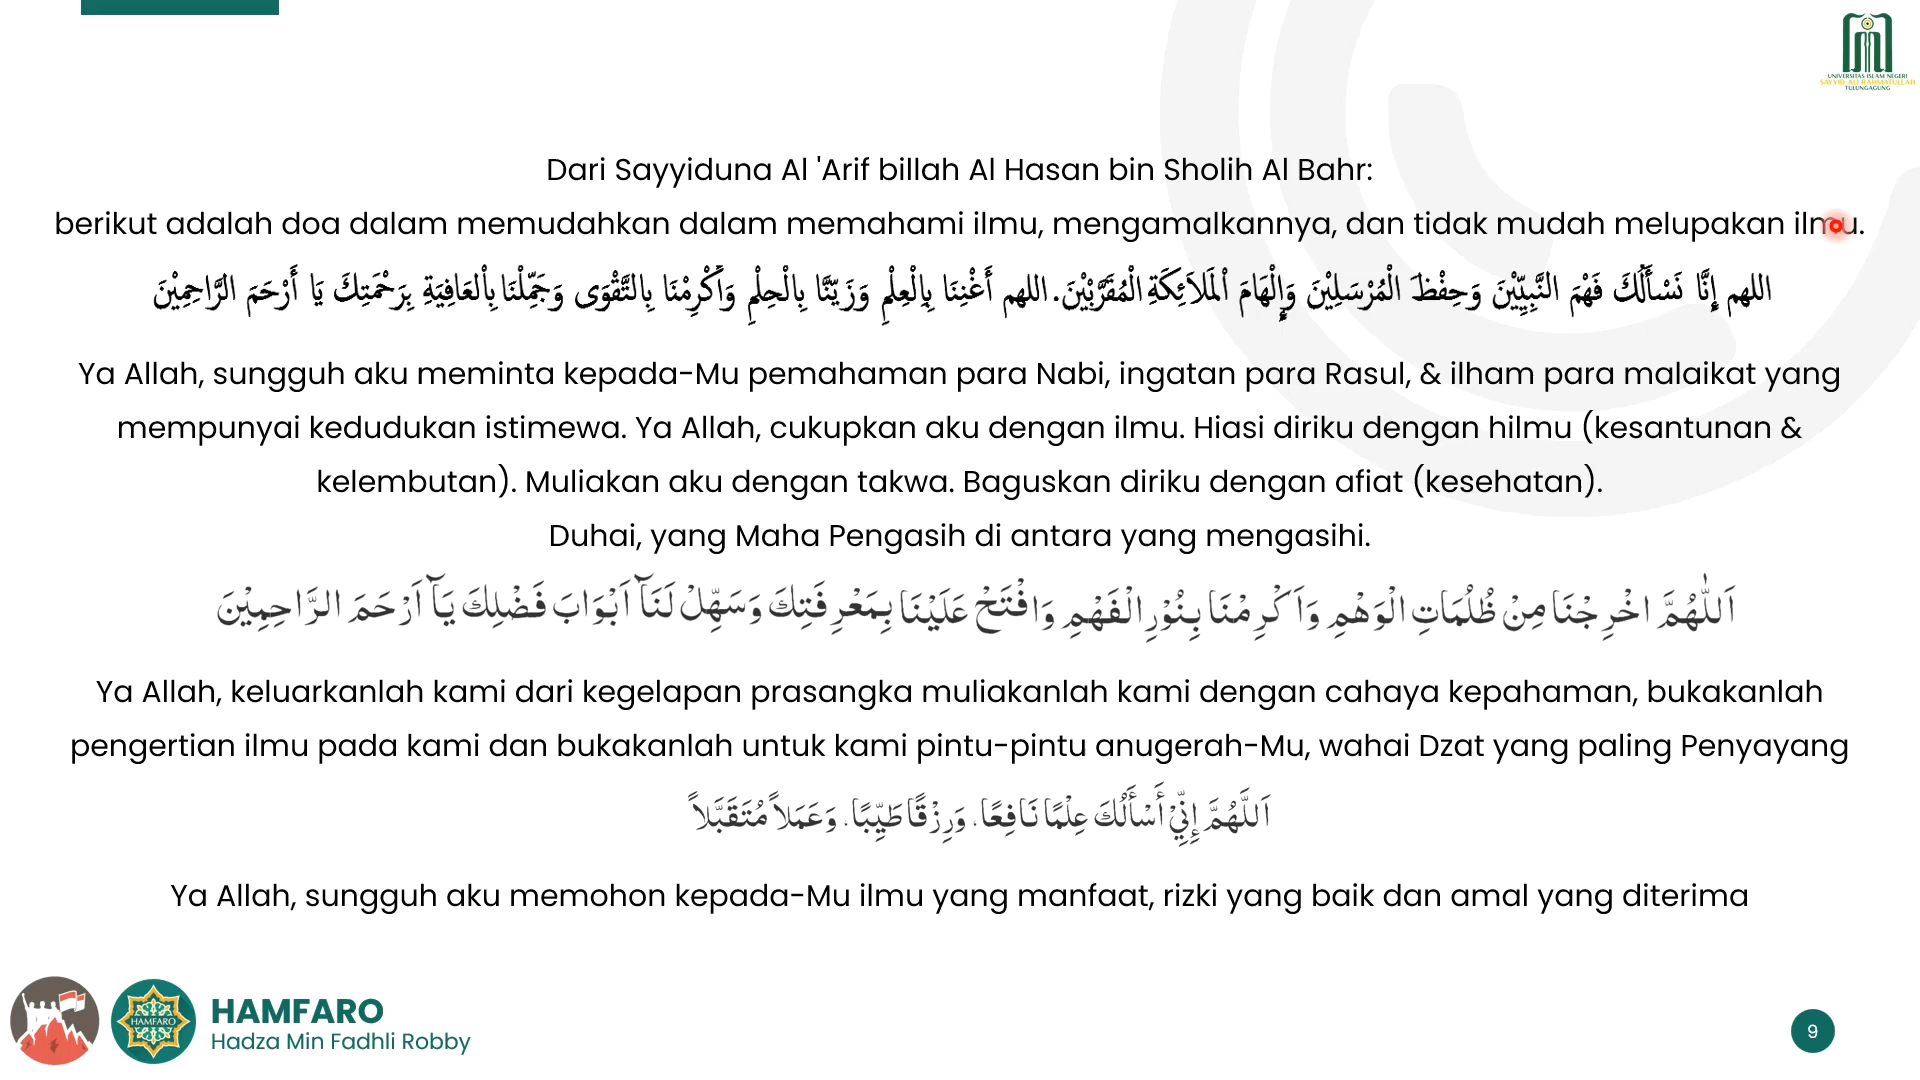 UNIVERSITAS ISLAM NEGERI
SAYYID ALI RAHMATULLAH
TULUNGAGUNG
Dari Sayyiduna Al 'Arif billah Al Hasan bin Sholih Al Bahr:
berikut adalah doa dalam memudahkan dalam memahami ilmu, mengamalkannya, dan tidak mudah melupakan ilmu.
اللهم إِنَّا نَسْأَلُكَ فَهْمَ النَّبِيِّيْنَ وَحِفْظَ الْمُرْسَلِيْنَ وَإِلْهَامَ الْمَلَائِكَةِ الْمُقَرَّبِيْنَ. اللهم أَغْنِنَا بِالْعِلْمِ وَزَيِّنَّا بِالْحِلْمِ وَأَكْرِمْنَا بِالتَّقْوَى وَجَمِّلْنَا بِالْعَافِيَةِ بِرَحْمَتِكَ يَا أَرْحَمَ الرَّاحِمِيْنَ
Ya Allah, sungguh aku meminta kepada-Mu pemahaman para Nabi, ingatan para Rasul, & ilham para malaikat yang
mempunyai kedudukan istimewa. Ya Allah, cukupkan aku dengan ilmu. Hiasi diriku dengan hilmu (kesantunan &
kelembutan). Muliakan aku dengan takwa. Baguskan diriku dengan afiat (kesehatan).
Duhai, yang Maha Pengasih di antara yang mengasihi.
اَللّٰهُمَّ اخْرِجْنَا مِنْ ظُلُمَاتِ الْوَهْمِ وَاَكْرِمْنَا بِنُوْرِ الْفَهْمِ وَافْتَحْ عَلَيْنَا بِمَعْرِفَتِكَ وَسَهِّلْ لَنَآ اَبْوَابَ فَضْلِكَ يَآ اَرْحَمَ الرَّاحِمِيْنَ
Ya Allah, keluarkanlah kami dari kegelapan prasangka muliakanlah kami dengan cahaya kepahaman, bukakanlah
pengertian ilmu pada kami dan bukakanlah untuk kami pintu-pintu anugerah-Mu, wahai Dzat yang paling Penyayang
اَللَّهُمَّ إِنِّيْ أَسْأَلُكَ عِلْمًا نَافِعًا. وَرِزْقًا طَيِّبًا. وَعَمَلاً مُتَقَبَّلاً
Ya Allah, sungguh aku memohon kepada-Mu ilmu yang manfaat, rizki yang baik dan amal yang diterima
HAMFARO
HAMFARO
Hadza Min Fadhli Robby
9